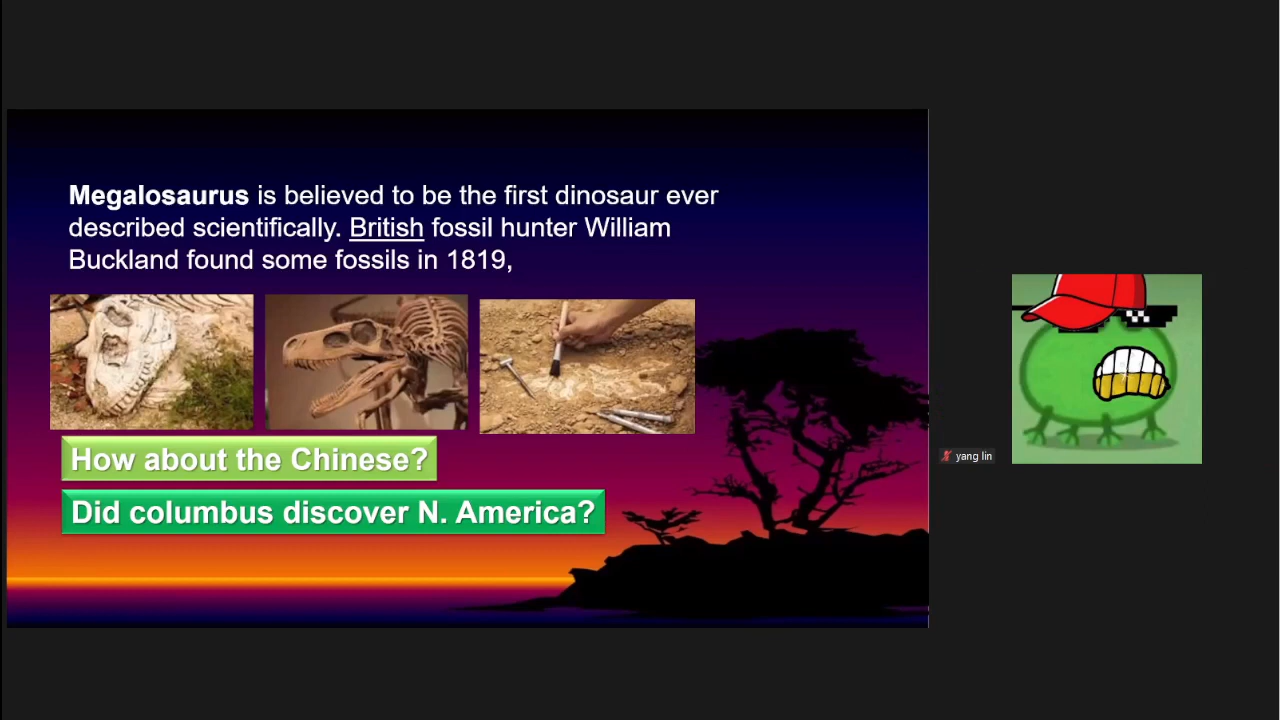 Megalosaurus is believed to be the first dinosaur ever
described scientifically. British fossil hunter William
Buckland found some fossils in 1819,
How about the Chinese?
Did columbus discover N. America?
yang lin